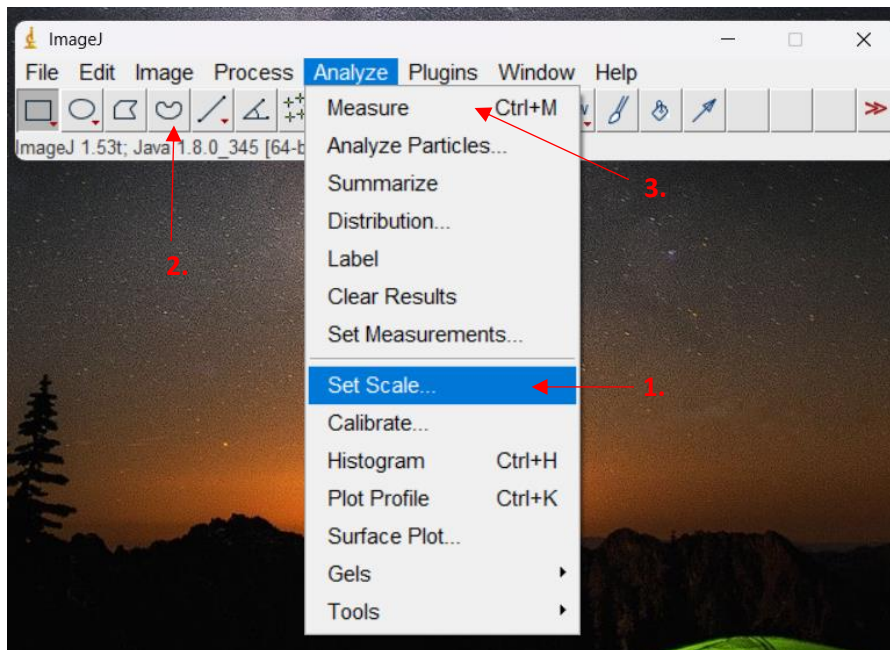 ImageJ
File Edit Image Process Analyze Plugins Window Help
ImageJ 1.53t; Java 1.8.0_345 [64-b
Measure Ctrl+M
Analyze Particles...
Summarize
3.
Distribution...
Label
2.
Clear Results
Set Measurements...
Set Scale...
1.
Calibrate...
Histogram Ctrl+H
Plot Profile Ctrl+K
Surface Plot...
Gels
Tools